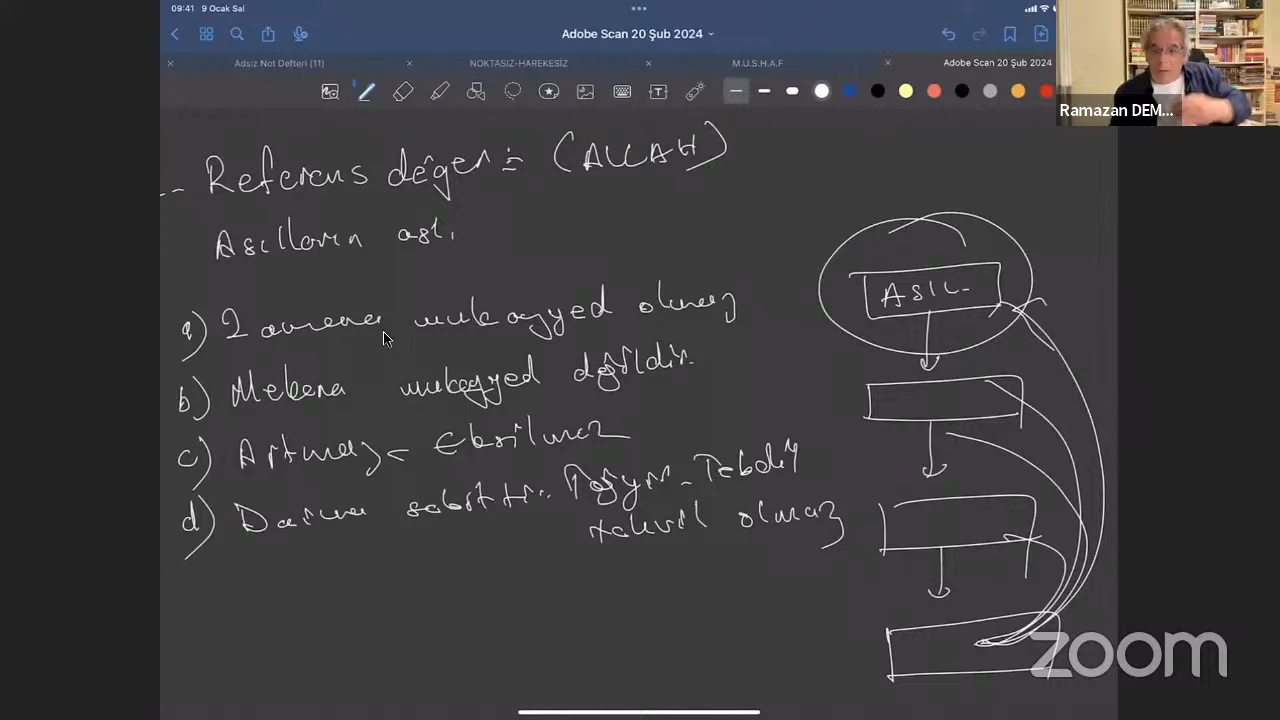 09:41 9 Ocak Sal
Adobe Scan 20 Şub 2024
Adsız Not Defteri (11)
NOKTASIZ-HAREKESİZ
M.U.S.H.A.F
Adobe Scan 20 Şub 2024
Ramazan DEM...
Referans değer = (ALLAH)
Asılların aslı
a) Zamana mukayyed olmaz
b) Mekana mukayyed değildir.
c) Artmaz - Eksilmez
d) Daima sabittir. Tağyir - Tebdil
tahvil olmaz
ASIL
zoom